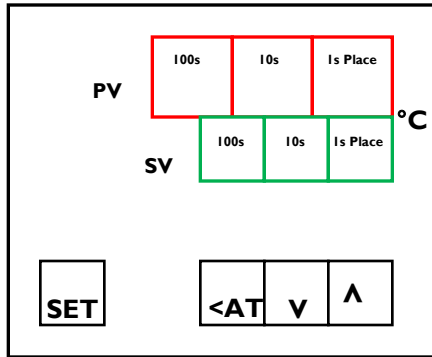 100s 10s 1s Place
PV
°C
100s 10s 1s Place
SV
SET <AT V Λ